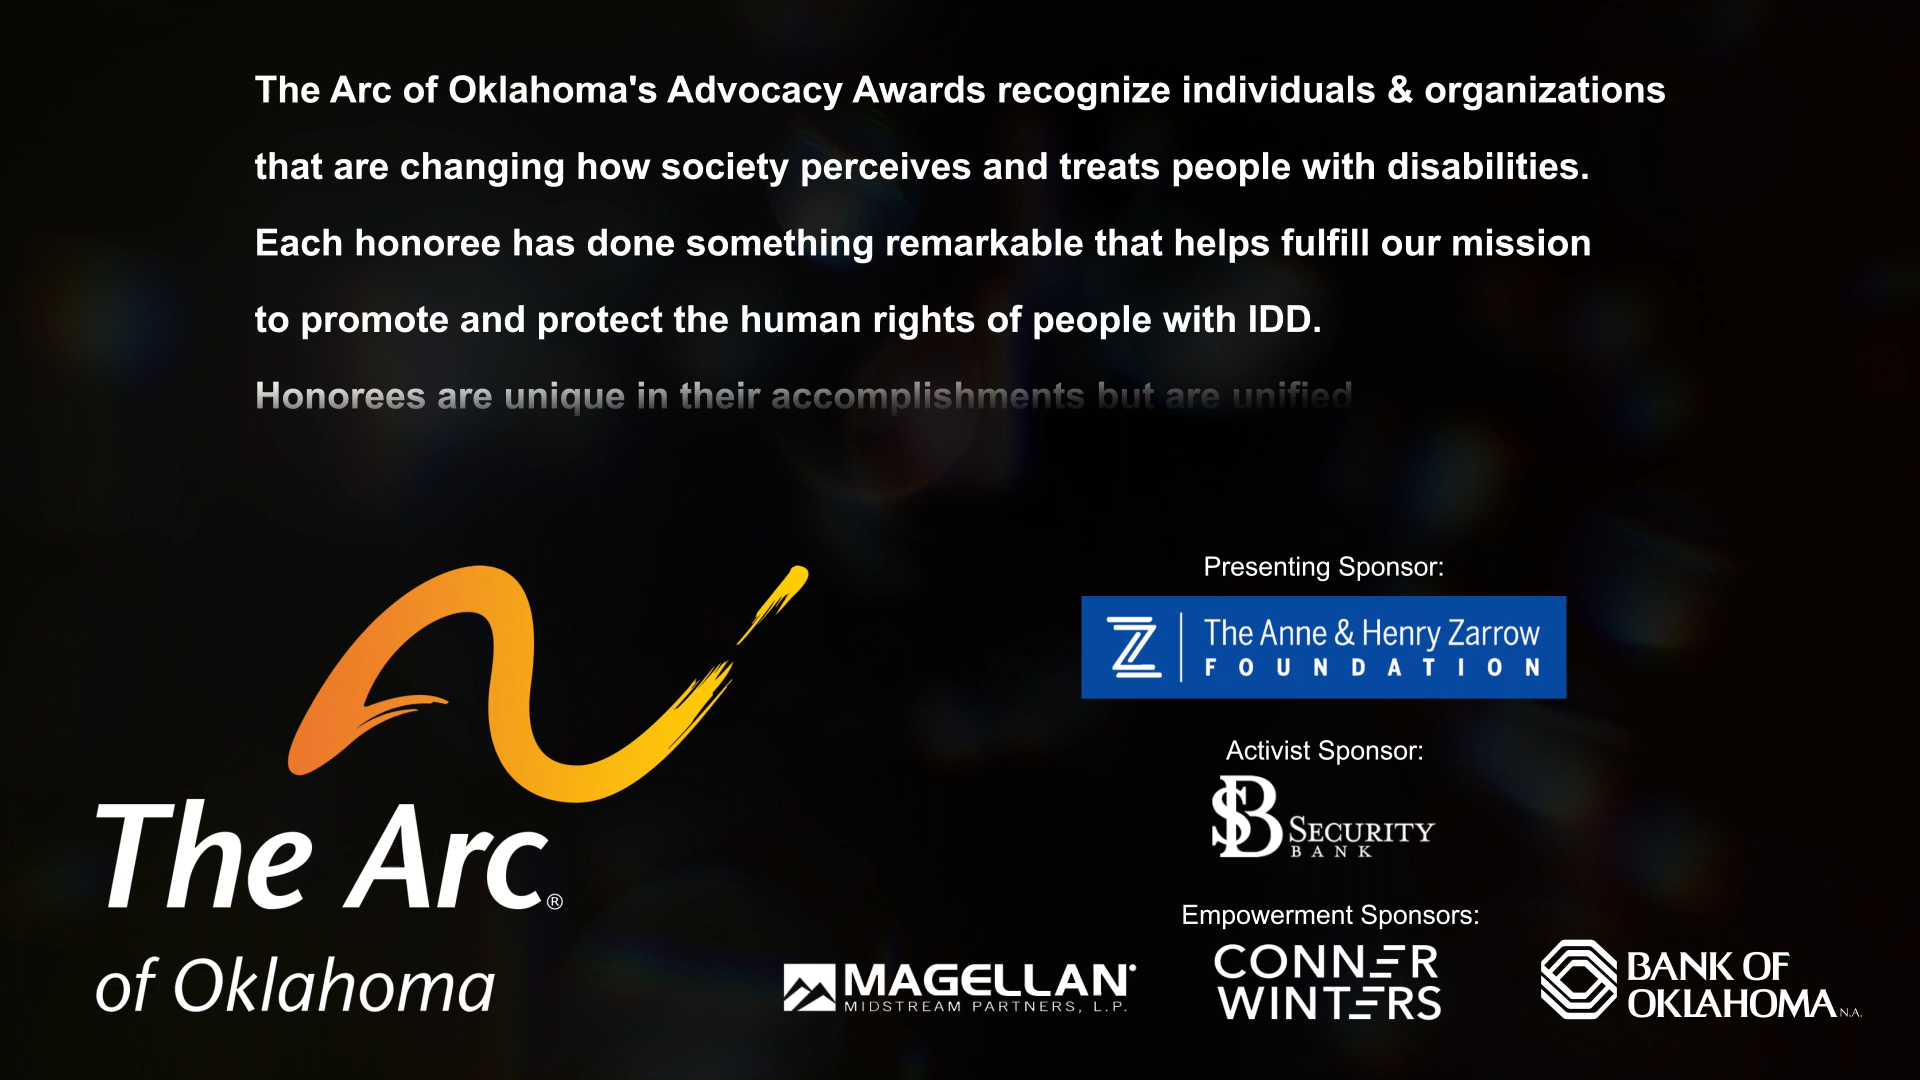 The Arc of Oklahoma's Advocacy Awards recognize individuals & organizations
that are changing how society perceives and treats people with disabilities.
Each honoree has done something remarkable that helps fulfill our mission
to promote and protect the human rights of people with IDD.
Honorees are unique in their accomplishments but are unified
The Arc®
of Oklahoma
Presenting Sponsor:
Z
The Anne & Henry Zarrow
FOUNDATION
Activist Sponsor:
SB
SECURITY
BANK
Empowerment Sponsors:
MAGELLAN
MIDSTREAM PARTNERS, L.P.
CONNER
WINTERS
BANK OF
OKLAHOMA N.A.